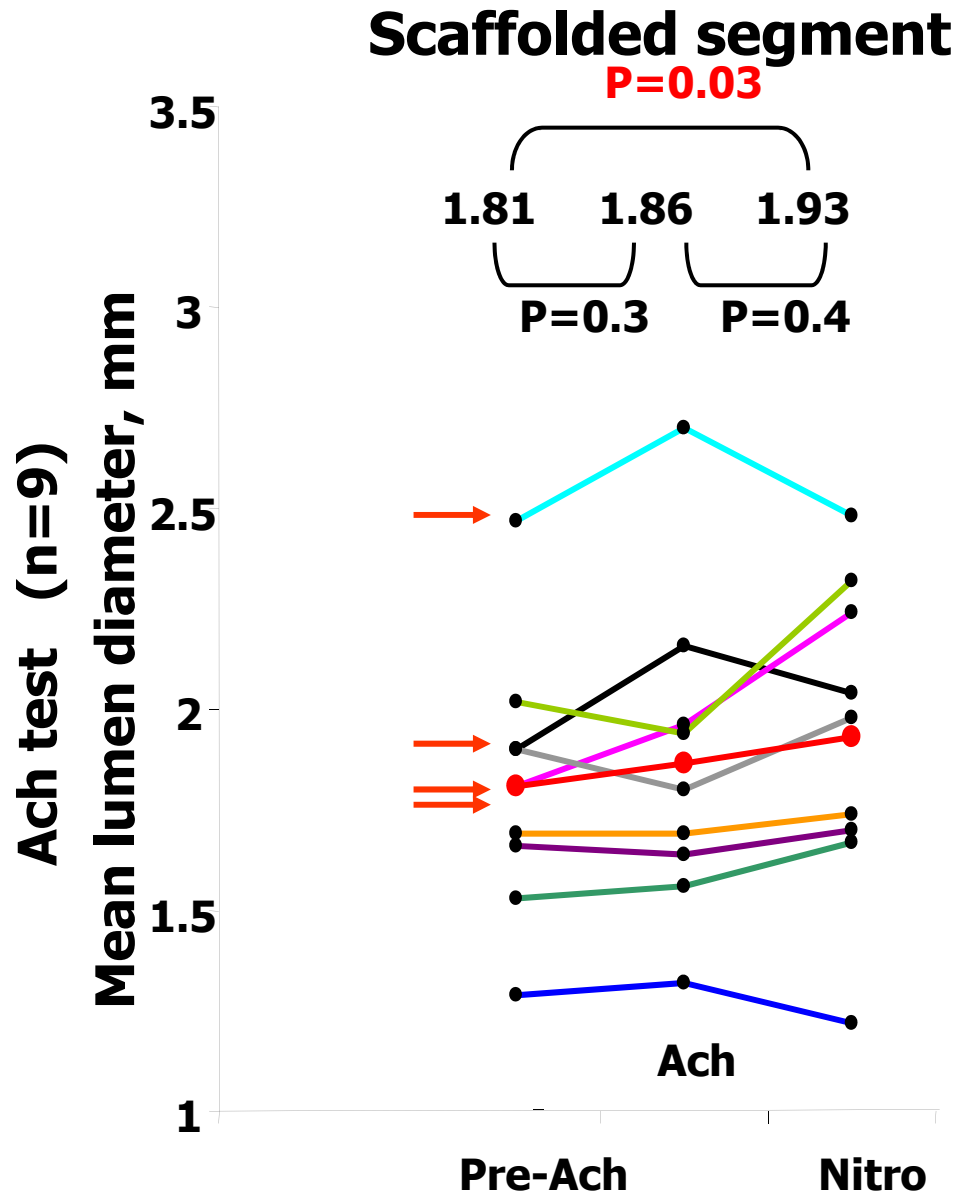 Scaffolded segment
P=0.03
3.5
1.81 1.86 1.93
3
P=0.3 P=0.4
Ach test (n=9)
Mean lumen diameter, mm
2.5
2
1.5
Ach
1
Pre-Ach Nitro